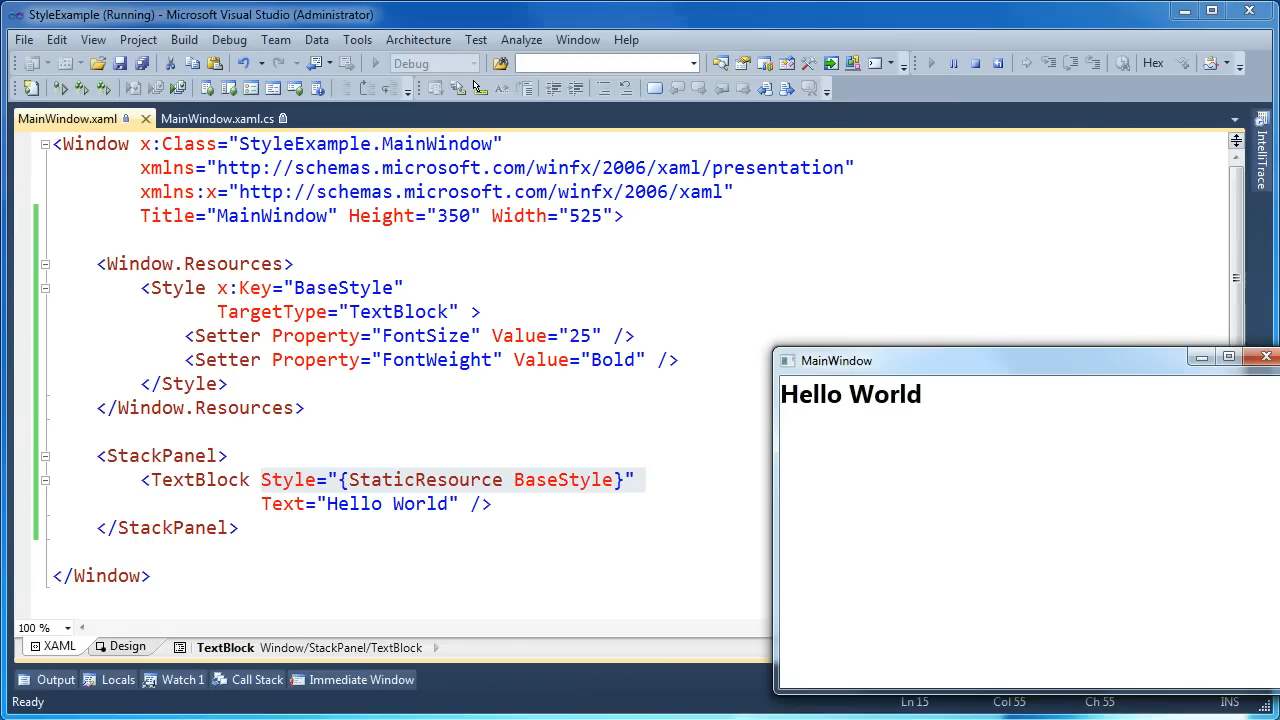 StyleExample (Running) - Microsoft Visual Studio (Administrator)
File Edit View Project Build Debug Team Data Tools Architecture Test Analyze Window Help
Debug
Hex
MainWindow.xaml MainWindow.xaml.cs
IntelliTrace
<Window x:Class="StyleExample.MainWindow"
xmlns="http://schemas.microsoft.com/winfx/2006/xaml/presentation"
xmlns:x="http://schemas.microsoft.com/winfx/2006/xaml"
Title="MainWindow" Height="350" Width="525">
<Window.Resources>
<Style x:Key="BaseStyle"
TargetType="TextBlock" >
<Setter Property="FontSize" Value="25" />
<Setter Property="FontWeight" Value="Bold" />
</Style>
</Window.Resources>
<StackPanel>
<TextBlock Style="{StaticResource BaseStyle}"
Text="Hello World" />
</StackPanel>
</Window>
MainWindow
Hello World
100 %
XAML Design TextBlock Window/StackPanel/TextBlock
Output Locals Watch 1 Call Stack Immediate Window
Ready Ln 15 Col 55 Ch 55 INS